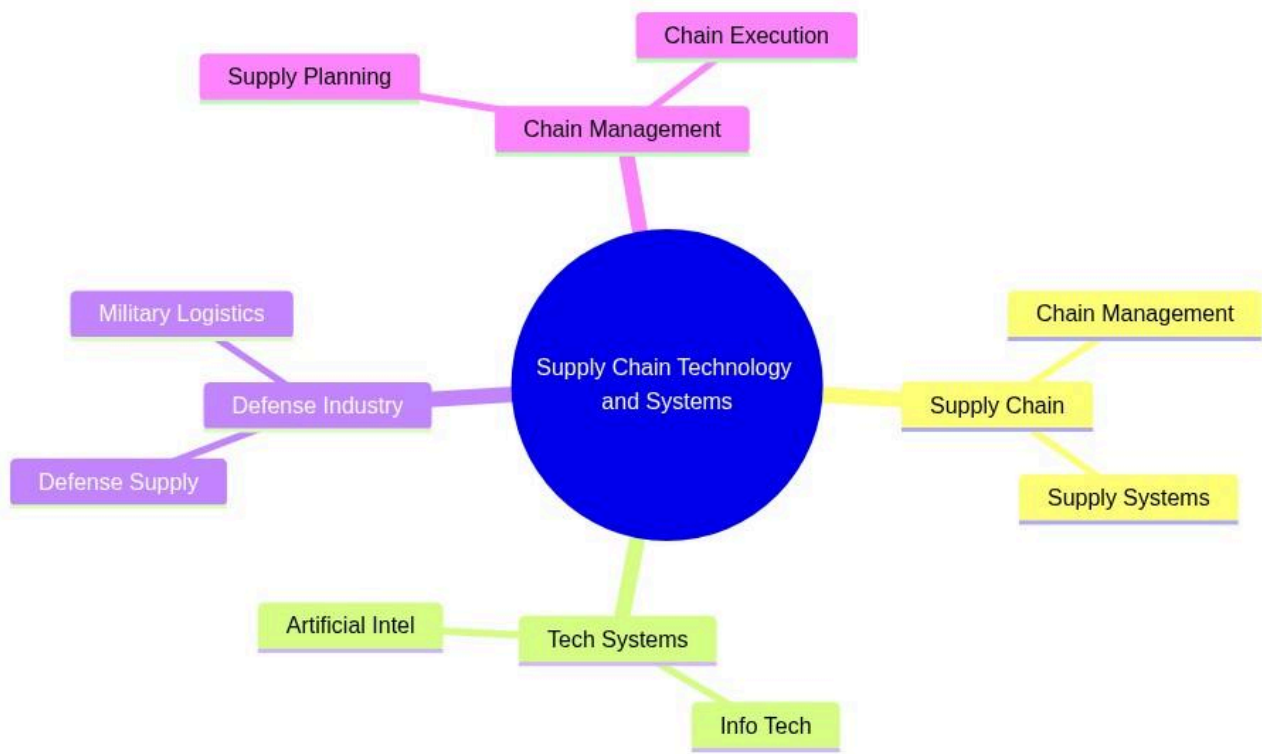 Chain Execution
Supply Planning
Chain Management
Military Logistics
Defense Industry
Defense Supply
Supply Chain Technology
and Systems
Chain Management
Supply Chain
Supply Systems
Artificial Intel
Tech Systems
Info Tech